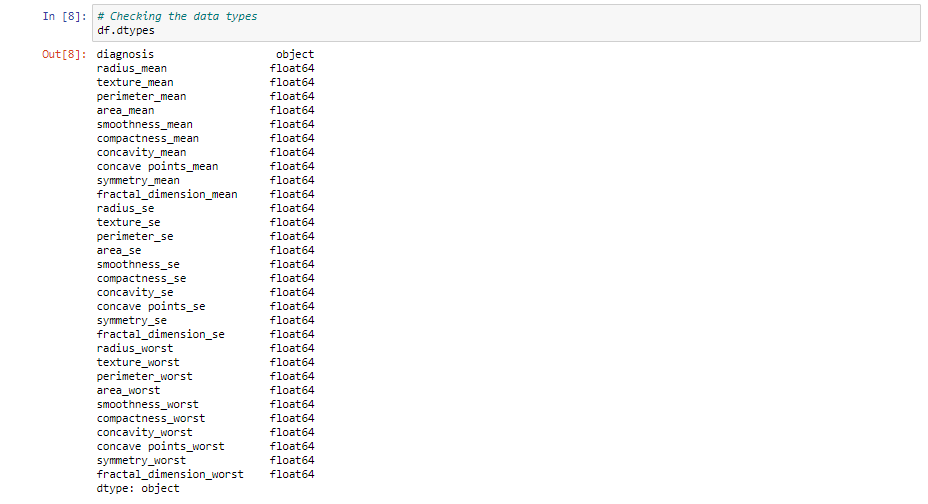 In [8]: # Checking the data types
df.dtypes
Out[8]: diagnosis object
radius_mean float64
texture_mean float64
perimeter_mean float64
area_mean float64
smoothness_mean float64
compactness_mean float64
concavity_mean float64
concave points_mean float64
symmetry_mean float64
fractal_dimension_mean float64
radius_se float64
texture_se float64
perimeter_se float64
area_se float64
smoothness_se float64
compactness_se float64
concavity_se float64
concave points_se float64
symmetry_se float64
fractal_dimension_se float64
radius_worst float64
texture_worst float64
perimeter_worst float64
area_worst float64
smoothness_worst float64
compactness_worst float64
concavity_worst float64
concave points_worst float64
symmetry_worst float64
fractal_dimension_worst float64
dtype: object